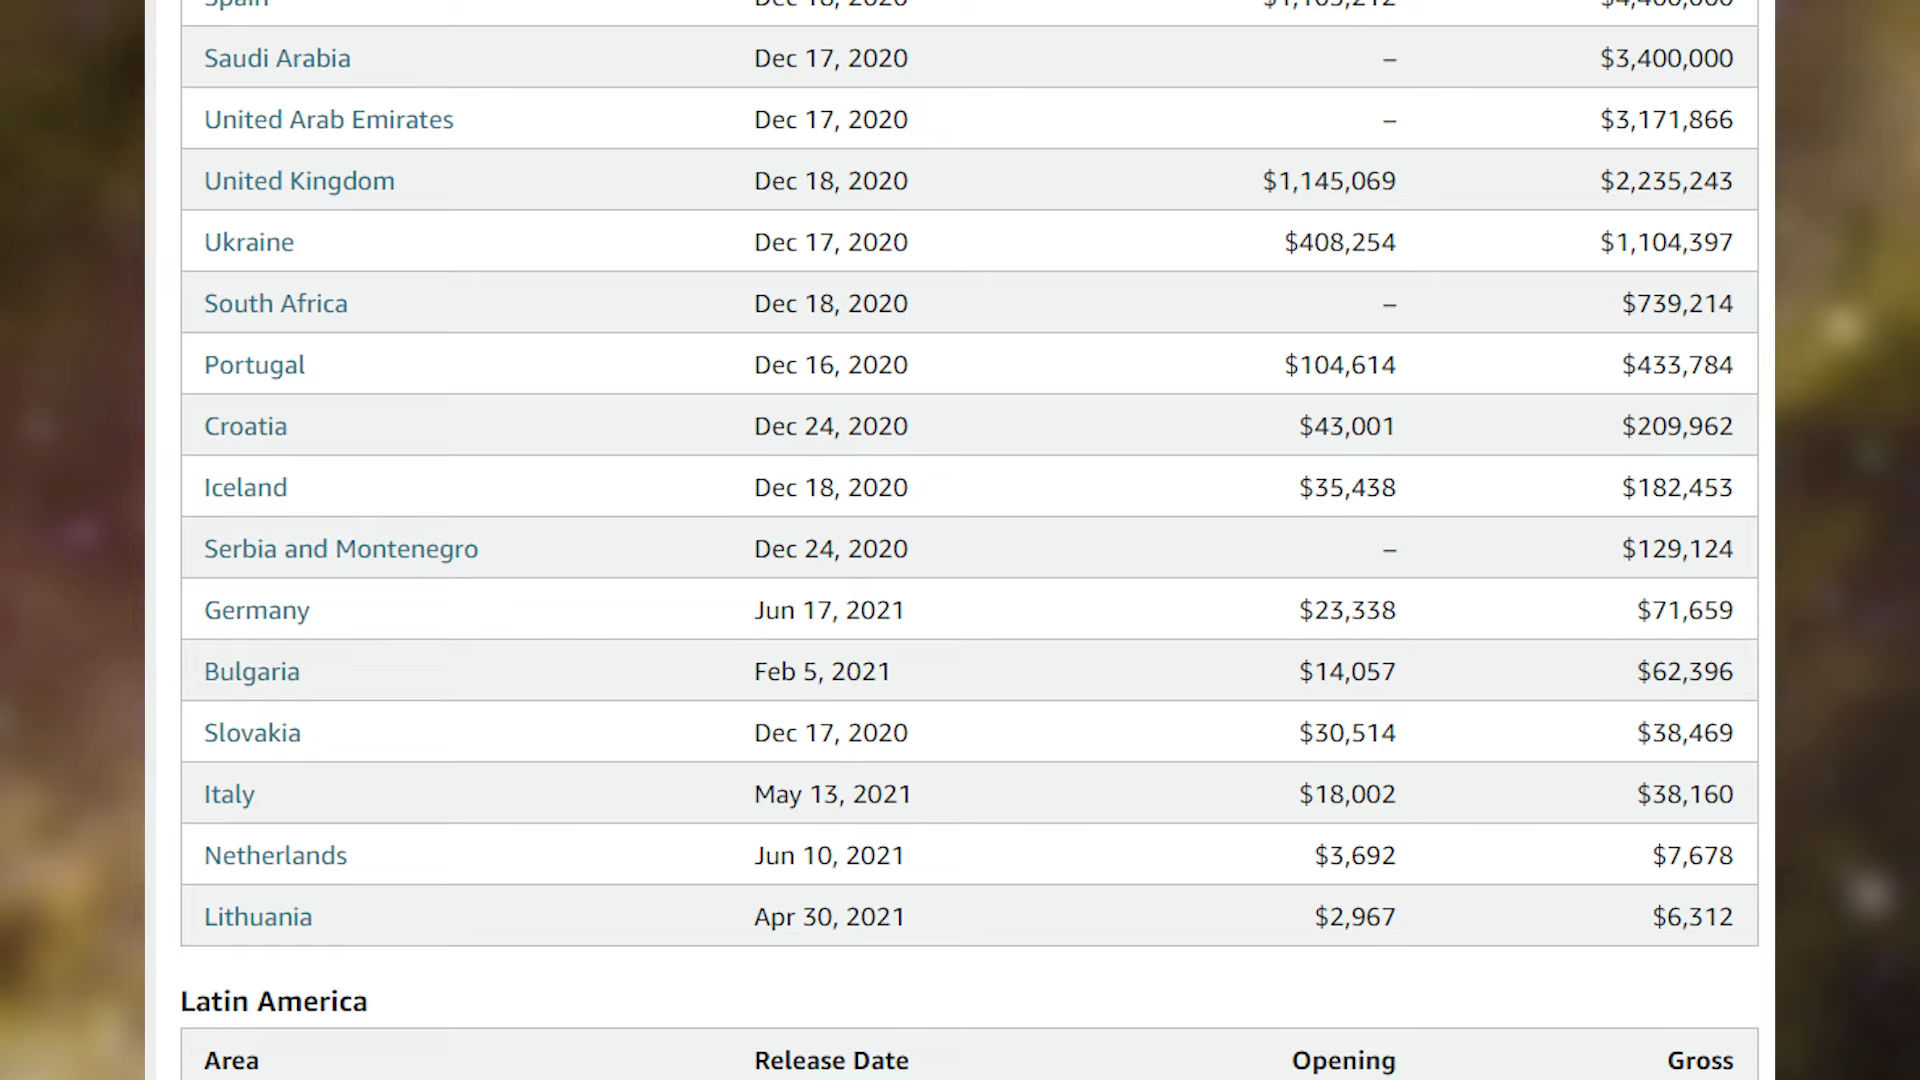 Saudi Arabia Dec 17, 2020 – $3,400,000
United Arab Emirates Dec 17, 2020 – $3,171,866
United Kingdom Dec 18, 2020 $1,145,069 $2,235,243
Ukraine Dec 17, 2020 $408,254 $1,104,397
South Africa Dec 18, 2020 – $739,214
Portugal Dec 16, 2020 $104,614 $433,784
Croatia Dec 24, 2020 $43,001 $209,962
Iceland Dec 18, 2020 $35,438 $182,453
Serbia and Montenegro Dec 24, 2020 – $129,124
Germany Jun 17, 2021 $23,338 $71,659
Bulgaria Feb 5, 2021 $14,057 $62,396
Slovakia Dec 17, 2020 $30,514 $38,469
Italy May 13, 2021 $18,002 $38,160
Netherlands Jun 10, 2021 $3,692 $7,678
Lithuania Apr 30, 2021 $2,967 $6,312
Latin America
Area Release Date Opening Gross